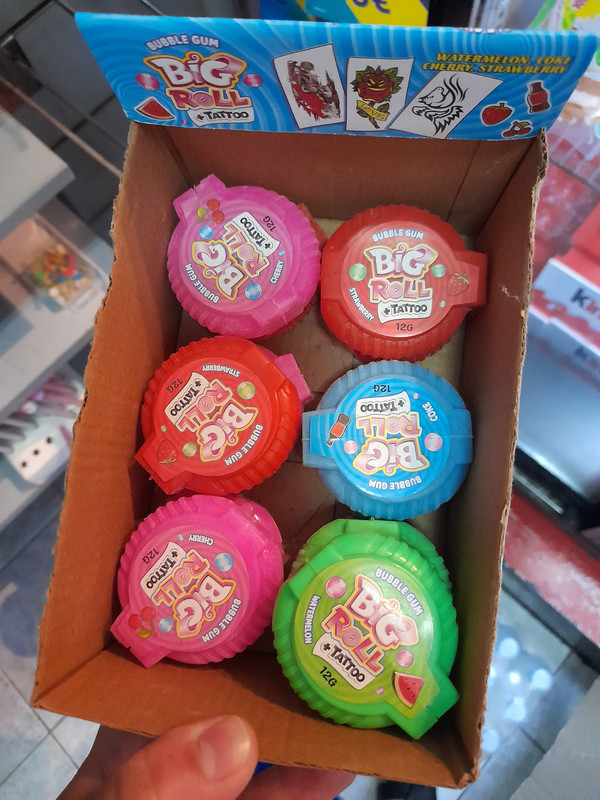 BUBBLE GUM
BIG
ROLL
+TATTOO
WATERMELON, COKE
CHERRY, STRAWBERRY
BUBBLE GUM
BIG
ROLL
+TATTOO
12G
CHERRY
BUBBLE GUM
BIG
ROLL
+TATTOO
STRAWBERRY
12G
BUBBLE GUM
BIG
ROLL
+TATTOO
12G
STRAWBERRY
BUBBLE GUM
BIG
ROLL
+TATTOO
12G
COKE
BUBBLE GUM
BIG
ROLL
+TATTOO
12G
CHERRY
BUBBLE GUM
BIG
ROLL
+TATTOO
WATERMELON
12G